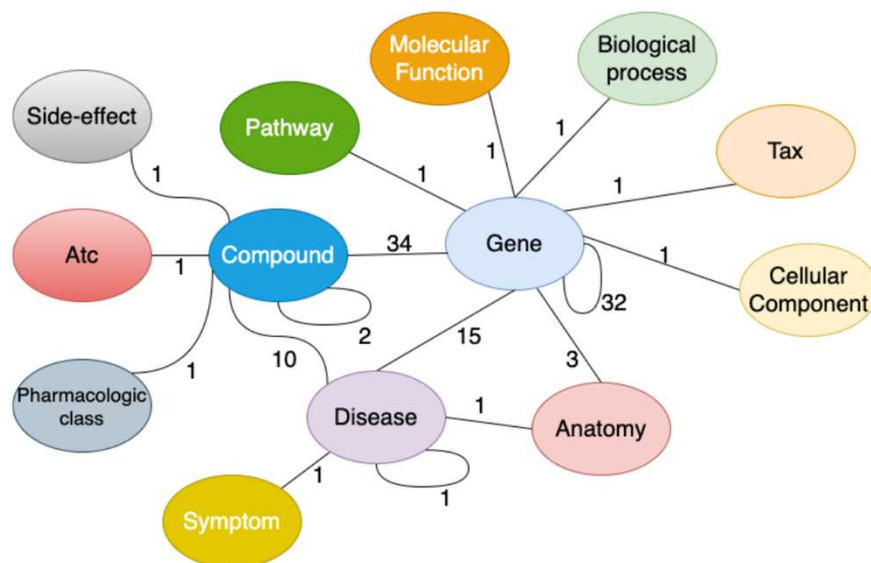 Molecular
Function
Biological
process
Side-effect
Pathway
Tax
1
1
1
1
1
Atc
Compound
34
Gene
1
1
Cellular
Component
32
2
15
Pharmacologic
class
1
10
3
Disease
1
Anatomy
1
1
Symptom